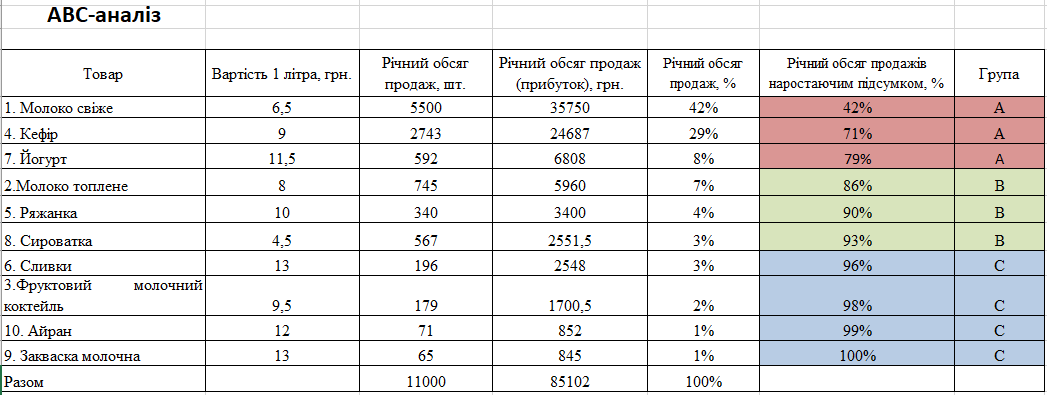 АВС-аналіз
Товар Вартість 1 літра, грн. Річний обсяг продаж, шт. Річний обсяг продаж (прибуток), грн. Річний обсяг продаж, % Річний обсяг продажів наростаючим підсумком, % Група
1. Молоко свіже 6,5 5500 35750 42% 42% А
4. Кефір 9 2743 24687 29% 71% А
7. Йогурт 11,5 592 6808 8% 79% А
2.Молоко топлене 8 745 5960 7% 86% В
5. Ряжанка 10 340 3400 4% 90% В
8. Сироватка 4,5 567 2551,5 3% 93% В
6. Сливки 13 196 2548 3% 96% С
3.Фруктовий молочний
коктейль 9,5 179 1700,5 2% 98% С
10. Айран 12 71 852 1% 99% С
9. Закваска молочна 13 65 845 1% 100% С
Разом 11000 85102 100%